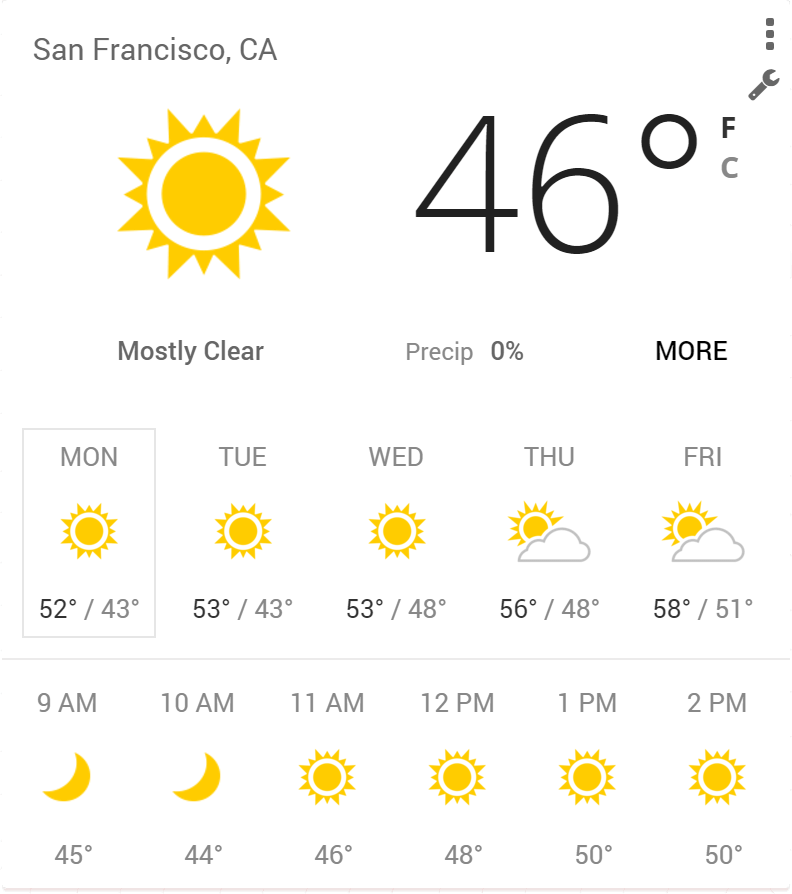 San Francisco, CA
46° F
C
Mostly Clear Precip 0% MORE
MON TUE WED THU FRI
52° / 43° 53° / 43° 53° / 48° 56° / 48° 58° / 51°
9 AM 10 AM 11 AM 12 PM 1 PM 2 PM
45° 44° 46° 48° 50° 50°